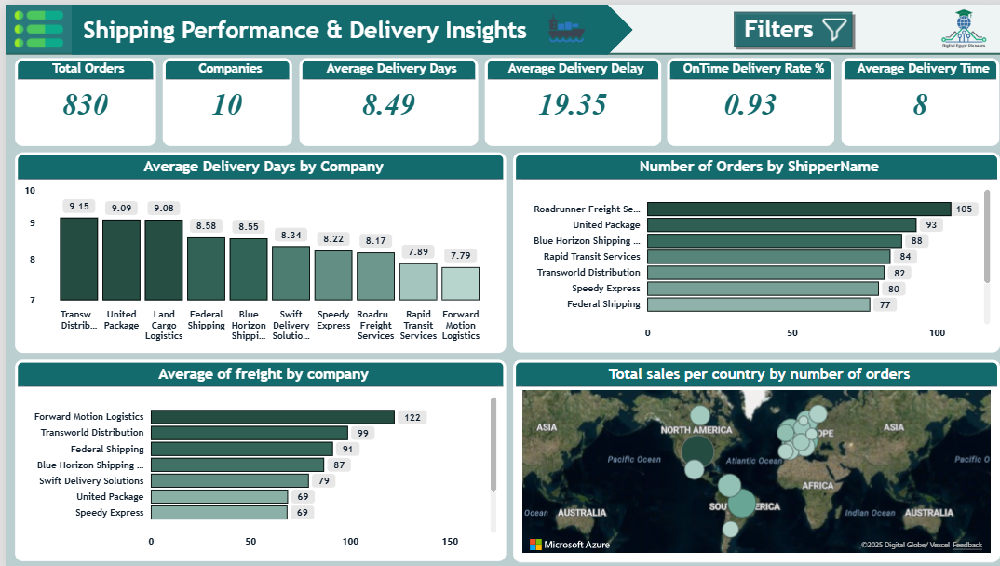 Shipping Performance & Delivery Insights
Filters
Digital Egypt Pioneers
Total Orders
830
Companies
10
Average Delivery Days
8.49
Average Delivery Delay
19.35
OnTime Delivery Rate %
0.93
Average Delivery Time
8
Average Delivery Days by Company
10
9
8
7
9.15
9.09
9.08
8.58
8.55
8.34
8.22
8.17
7.89
7.79
Transw...
Distrib...
United
Package
Land
Cargo
Logistics
Federal
Shipping
Blue
Horizon
Shippi...
Swift
Delivery
Solutio...
Speedy
Express
Roadru...
Freight
Services
Rapid
Transit
Services
Forward
Motion
Logistics
Number of Orders by ShipperName
Roadrunner Freight Se... 105
United Package 93
Blue Horizon Shipping ... 88
Rapid Transit Services 84
Transworld Distribution 82
Speedy Express 80
Federal Shipping 77
0 50 100
Average of freight by company
Forward Motion Logistics 122
Transworld Distribution 99
Federal Shipping 91
Blue Horizon Shipping ... 87
Swift Delivery Solutions 79
United Package 69
Speedy Express 69
0 50 100 150
Total sales per country by number of orders
ASIA
NORTH AMERICA
OPE
ASIA
Pacific Ocean
Atlantic Ocean
Pacific O
AFRICA
SOU ERICA
Ocean
AUSTRALIA
Indian Ocean
AUSTRALIA
Microsoft Azure
©2025 Digital Globe/ Vexcel Feedback